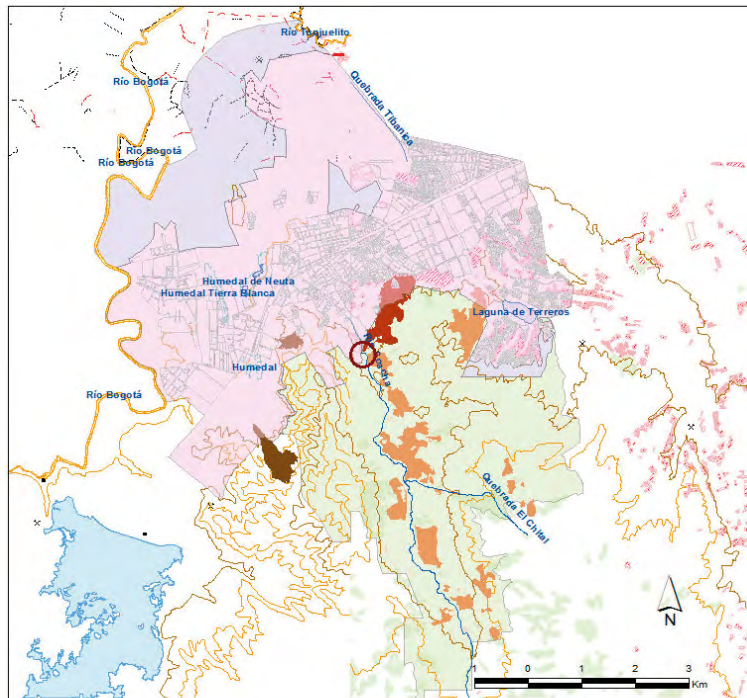 Río Tunjuelito
Río Bogotá
Quebrada Tibanica
Río Bogotá
Río Bogotá
Humedal de Neuta
Humedal Tierra Blanca
Laguna de Terreros
Humedal
Río Bogotá
Quebrada El Chital
N
1 0 1 2 3
Km